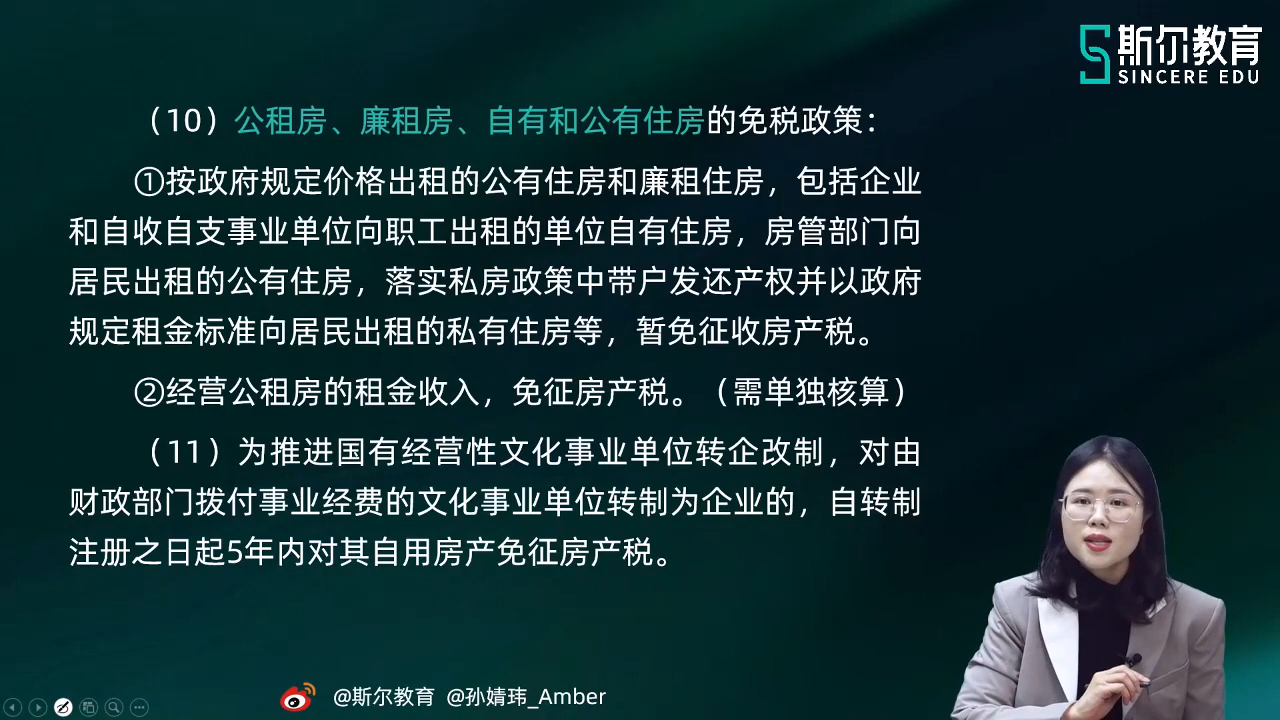 斯尔教育
SINCERE EDU
（10）公租房、廉租房、自有和公有住房的免税政策：
①按政府规定价格出租的公有住房和廉租住房，包括企业
和自收自支事业单位向职工出租的单位自有住房，房管部门向
居民出租的公有住房，落实私房政策中带户发还产权并以政府
规定租金标准向居民出租的私有住房等，暂免征收房产税。
②经营公租房的租金收入，免征房产税。（需单独核算）
（11）为推进国有经营性文化事业单位转企改制，对由
财政部门拨付事业经费的文化事业单位转制为企业的，自转制
注册之日起5年内对其自用房产免征房产税。
@斯尔教育 @孙婧玮_Amber